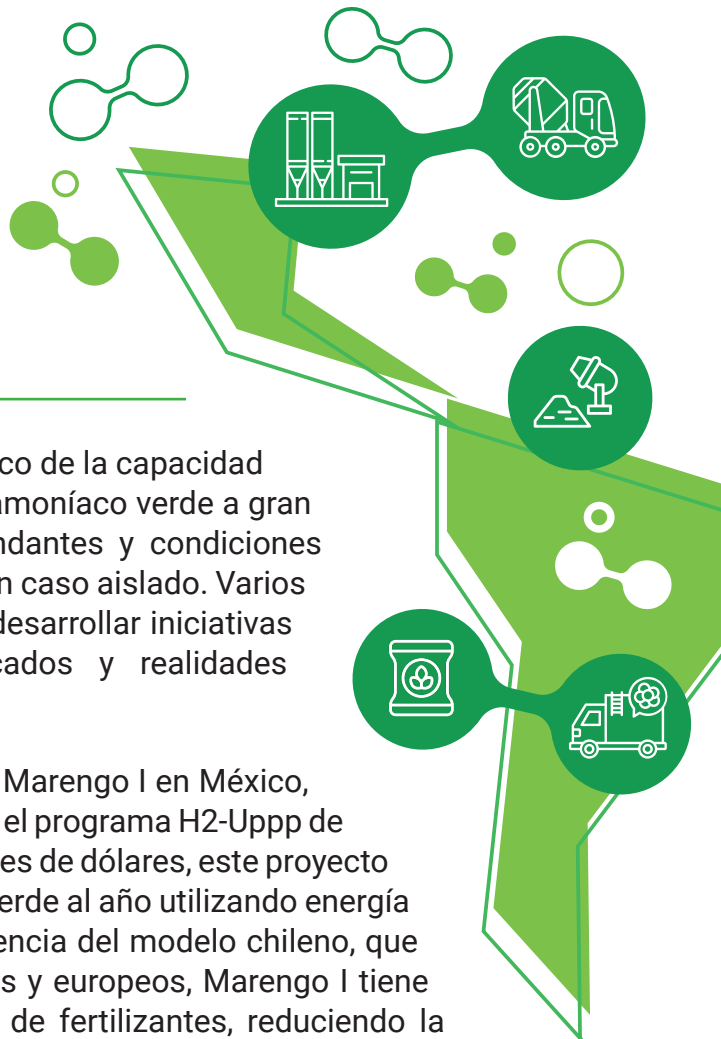 co de la capacidad
amoníaco verde a gran
ndantes y condiciones
n caso aislado. Varios
desarrollar iniciativas
cados y realidades
Marengo I en México,
el programa H2-Uppp de
es de dólares, este proyecto
erde al año utilizando energía
encia del modelo chileno, que
s y europeos, Marengo I tiene
de fertilizantes, reduciendo la